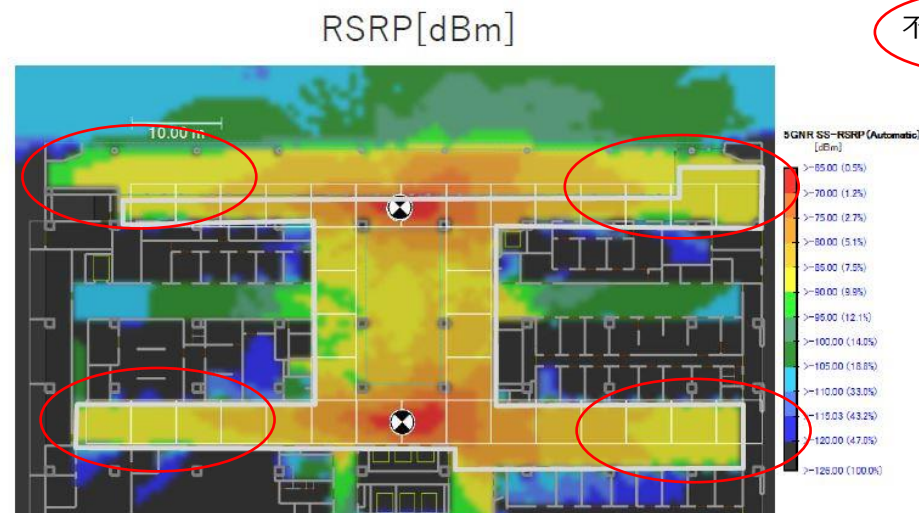 RSRP[dBm]
不
10.00 m
5GNR SS-RSRP (Automatic)
[dBm]
>-65.00 (0.5%)
>-70.00 (1.2%)
>-75.00 (2.7%)
>-80.00 (5.1%)
>-85.00 (7.5%)
>-90.00 (9.9%)
>-95.00 (12.1%)
>-100.00 (14.0%)
>-105.00 (18.8%)
>-110.00 (33.0%)
>-115.03 (43.2%)
>-120.00 (47.0%)
>-125.00 (100.0%)